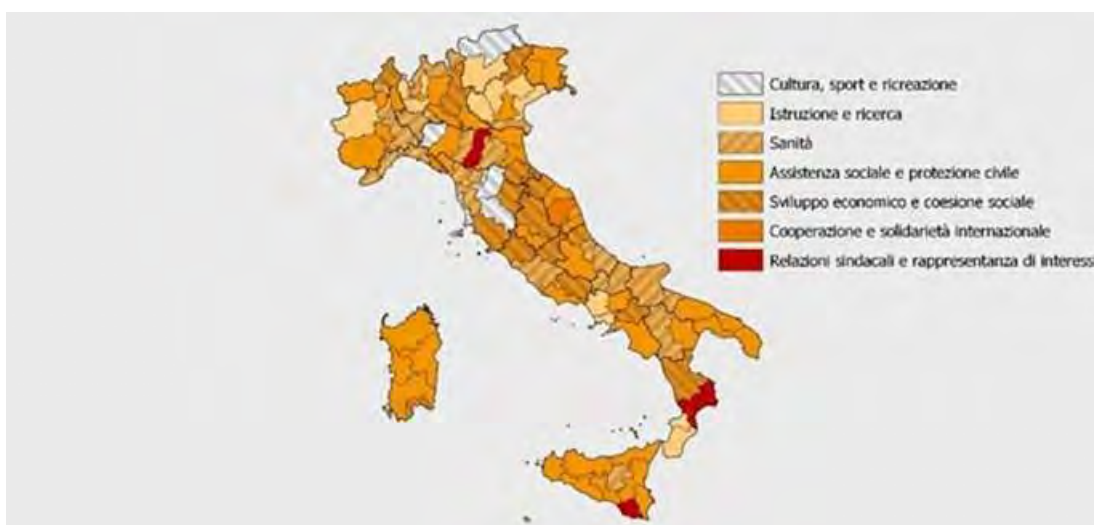 Cultura, sport e ricreazione
Istruzione e ricerca
Sanità
Assistenza sociale e protezione civile
Sviluppo economico e coesione sociale
Cooperazione e solidarietà internazionale
Relazioni sindacali e rappresentanza di interess